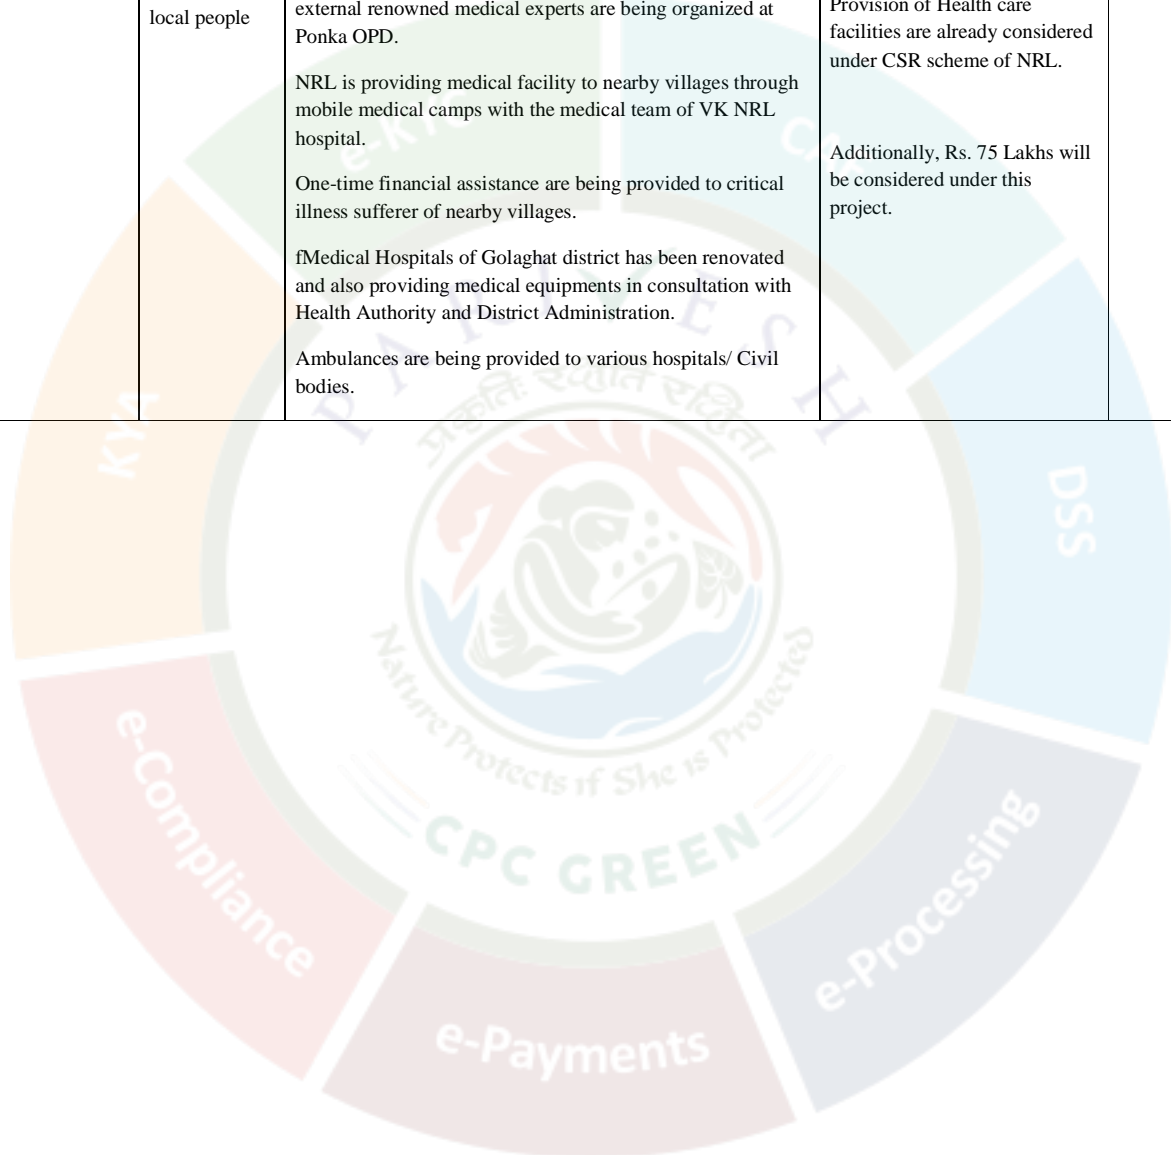 local people
external renowned medical experts are being organized at
Ponka OPD.
NRL is providing medical facility to nearby villages through
mobile medical camps with the medical team of VK NRL
hospital.
One-time financial assistance are being provided to critical
illness sufferer of nearby villages.
fMedical Hospitals of Golaghat district has been renovated
and also providing medical equipments in consultation with
Health Authority and District Administration.
Ambulances are being provided to various hospitals/ Civil
bodies.
Provision of Health care
facilities are already considered
under CSR scheme of NRL.
Additionally, Rs. 75 Lakhs will
be considered under this
project.
PARIVESH
प्रकृतिः रक्षति रक्षिता
Nature Protects if She is Protected
CPC GREEN
KYA
DSS
e-Compliance
e-Payments
e-Processing